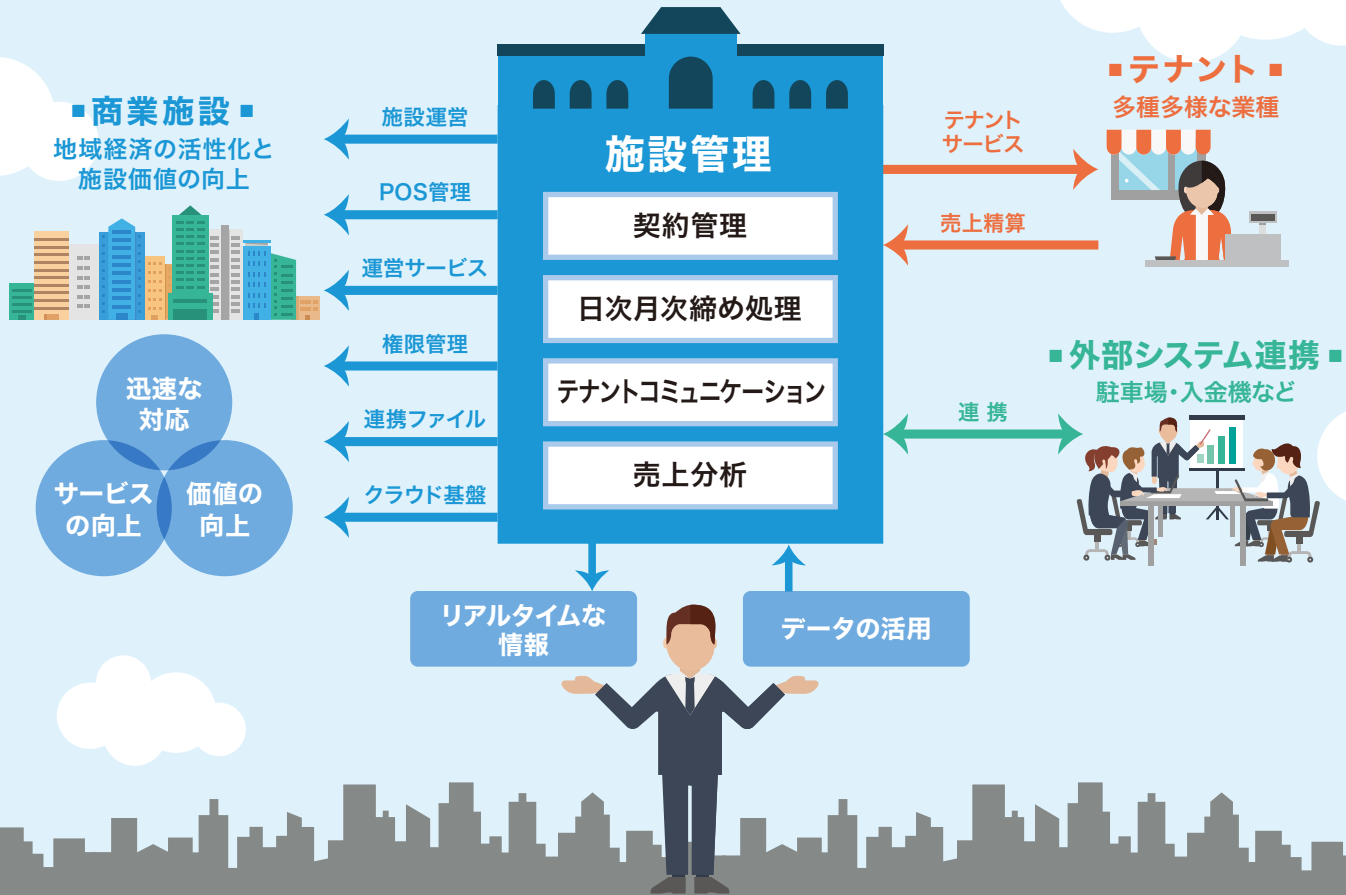 ■商業施設■
地域経済の活性化と
施設価値の向上
迅速な
対応
サービス
の向上
価値の
向上
施設運営
POS管理
運営サービス
権限管理
連携ファイル
クラウド基盤
施設管理
契約管理
日次月次締め処理
テナントコミュニケーション
売上分析
テナント
サービス
売上精算
連携
■テナント■
多種多様な業種
■外部システム連携■
駐車場・入金機など
リアルタイムな
情報
データの活用